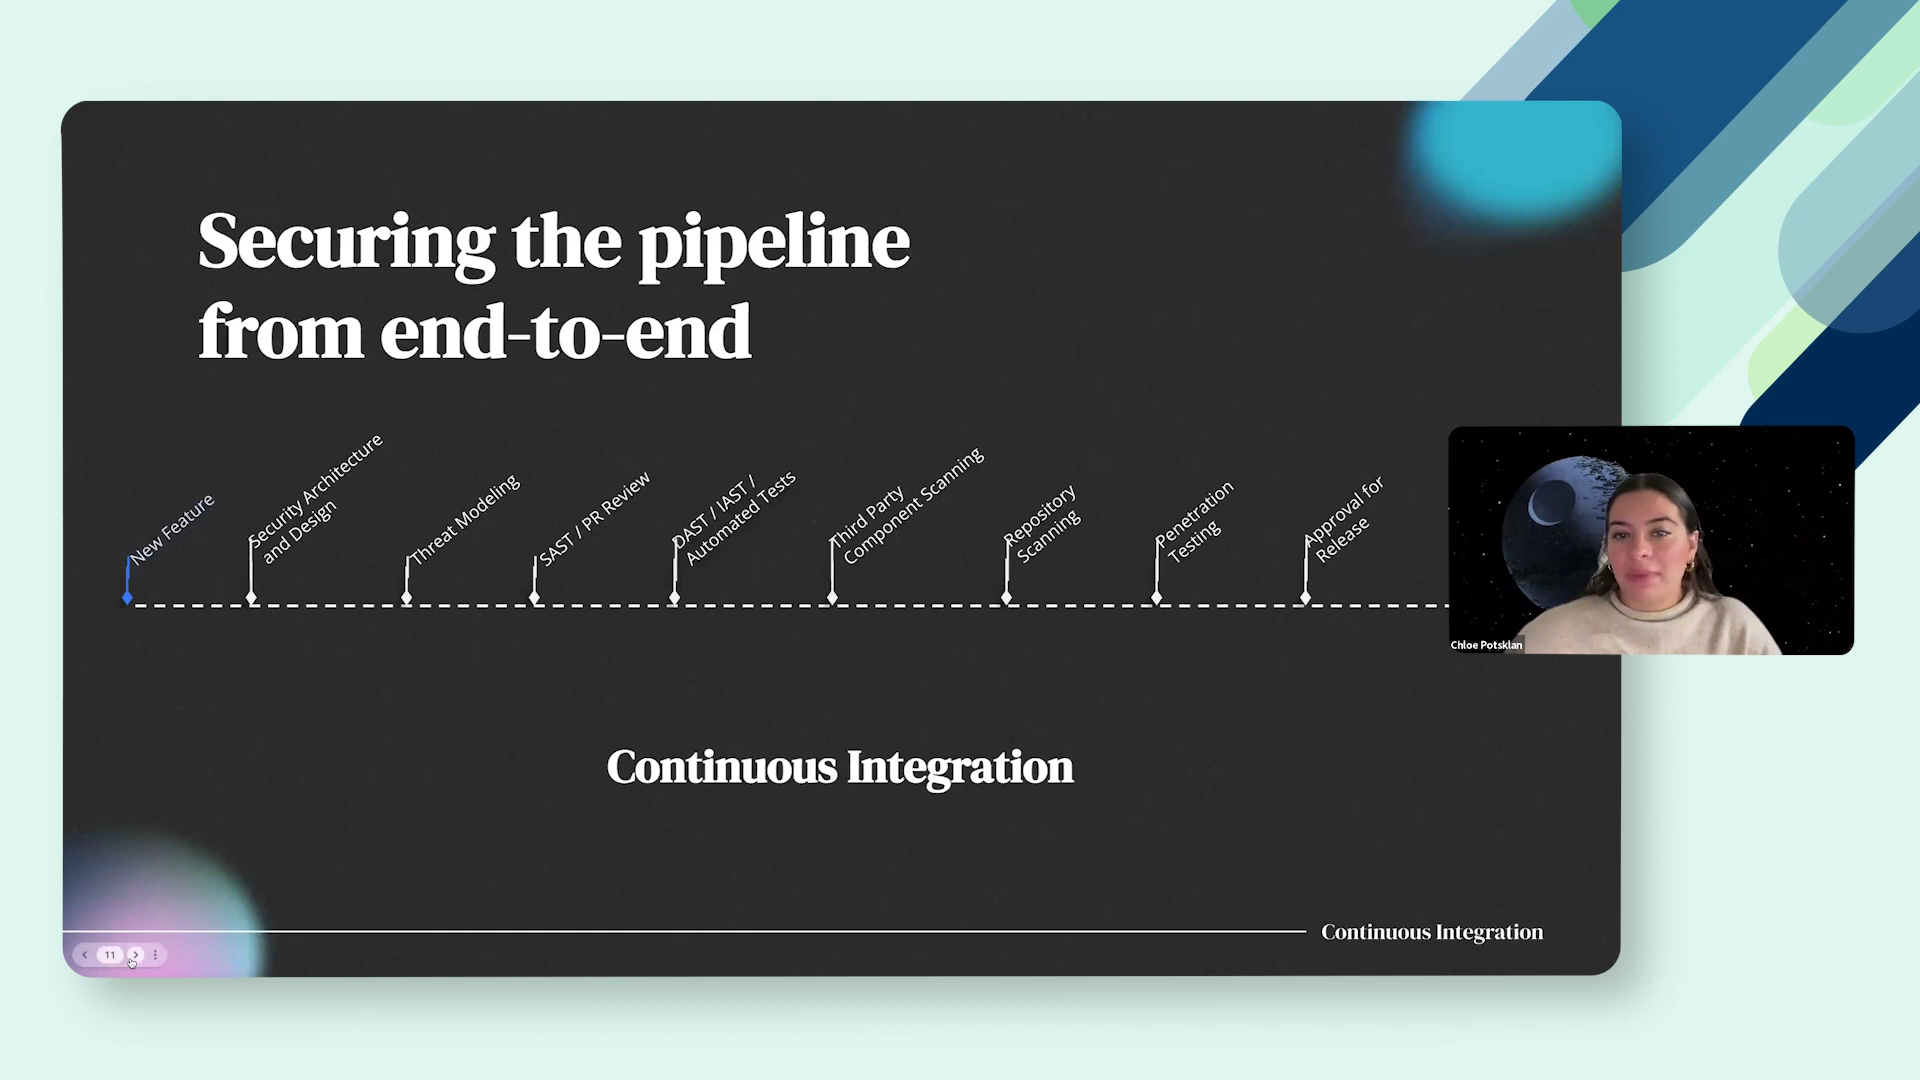 Securing the pipeline
from end-to-end
New Feature
Security Architecture
and Design
Threat Modeling
SAST / PR Review
DAST / IAST /
Automated Tests
Third Party
Component Scanning
Repository
Scanning
Penetration
Testing
Approval for
Release
Chloe Potsklan
Continuous Integration
Continuous Integration
11